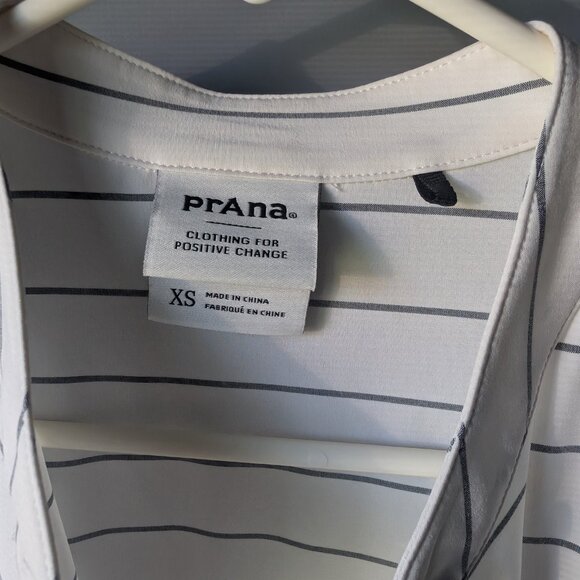 prAna®
CLOTHING FOR
POSITIVE CHANGE
XS
MADE IN CHINA
FABRIQUÉ EN CHINE